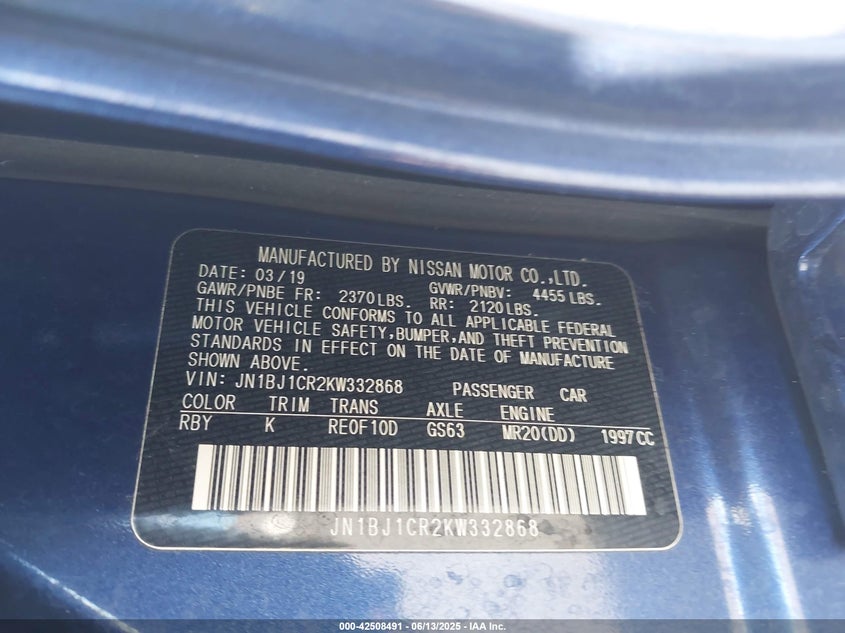 MANUFACTURED BY NISSAN MOTOR CO.,LTD.
DATE: 03/19 GVWR/PNBV: 4455 LBS.
GAWR/PNBE FR: 2370LBS. RR: 2120LBS.
THIS VEHICLE CONFORMS TO ALL APPLICABLE FEDERAL
MOTOR VEHICLE SAFETY,BUMPER,AND THEFT PREVENTION
STANDARDS IN EFFECT ON THE DATE OF MANUFACTURE
SHOWN ABOVE.
VIN: JN1BJ1CR2KW332868 PASSENGER CAR
COLOR TRIM TRANS AXLE ENGINE
RBY K RE0F10D GS63 MR20(DD) 1997CC
JN1BJ1CR2KW332868
000-42508491 - 06/13/2025 - IAA Inc.